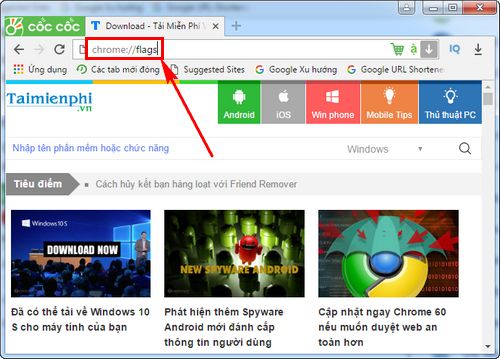 cốc cốc
Download - Tải Miễn Phí V
chrome://flags
ạ
IQ
Ứng dụng
Các tab mới đóng
Suggested Sites
Google Xu hướng
Google URL Shortene
Taimienphi
.vn
Android
iOS
Win phone
Mobile Tips
Thủ thuật PC
Nhập tên phần mềm hoặc chức năng
Windows
Tiêu điểm
Cách hủy kết bạn hàng loạt với Friend Remover
Windows 10 S
DOWNLOAD NOW
NEW SPYWARE ANDROID
Đã có thể tải về Windows 10
S cho máy tính của bạn
Phát hiện thêm Spyware
Android mới đánh cắp
thông tin người dùng
Cập nhật ngay Chrome 60
nếu muốn duyệt web an
toàn hơn